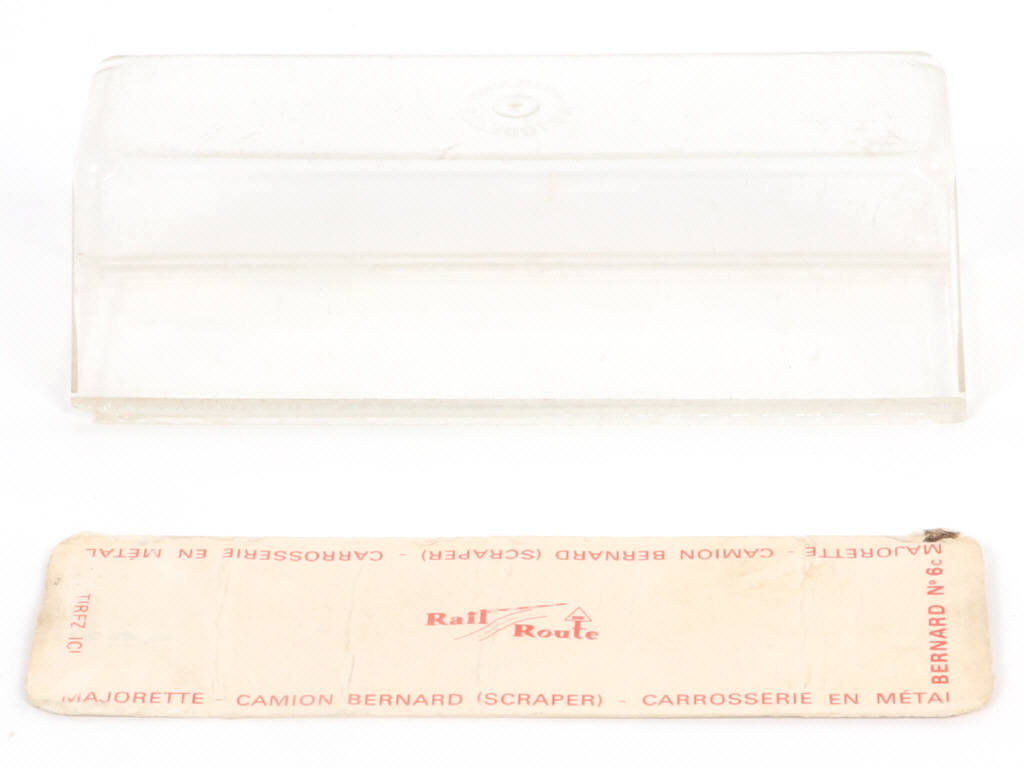 MAJORETTE - CAMION BERNARD (SCRAPER) - CARROSSERIE EN MÉTAL
BERNARD Nº 6c
TIREZ ICI
Rail
Route
MAJORETTE - CAMION BERNARD (SCRAPER) - CARROSSERIE EN MÉTAL